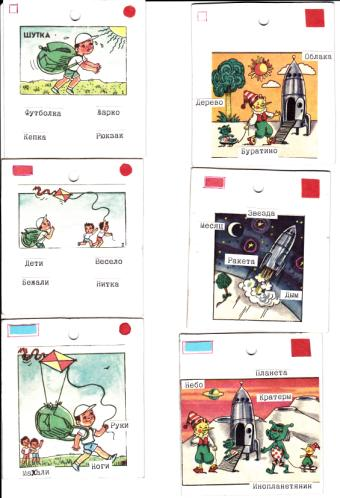 ШУТКА
Футболка
Жарко
Кепка
Рюкзак
Облака
Дерево
Буратино
Дети
Весело
Бежали
Нитка
Звезда
Месяц
Ракета
Дым
Руки
Ноги
Махали
Планета
Небо
Кратеры
Инопланетянин